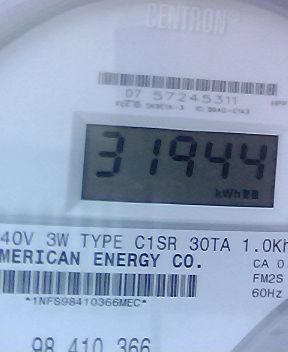 CENTRON
07 57245311
31944
kWh
40V 3W TYPE C1SR 30TA 1.0Kh
MERICAN ENERGY CO.
CA 0.
FM2S
*1NFS98410366MEC*
60Hz
98 410 366